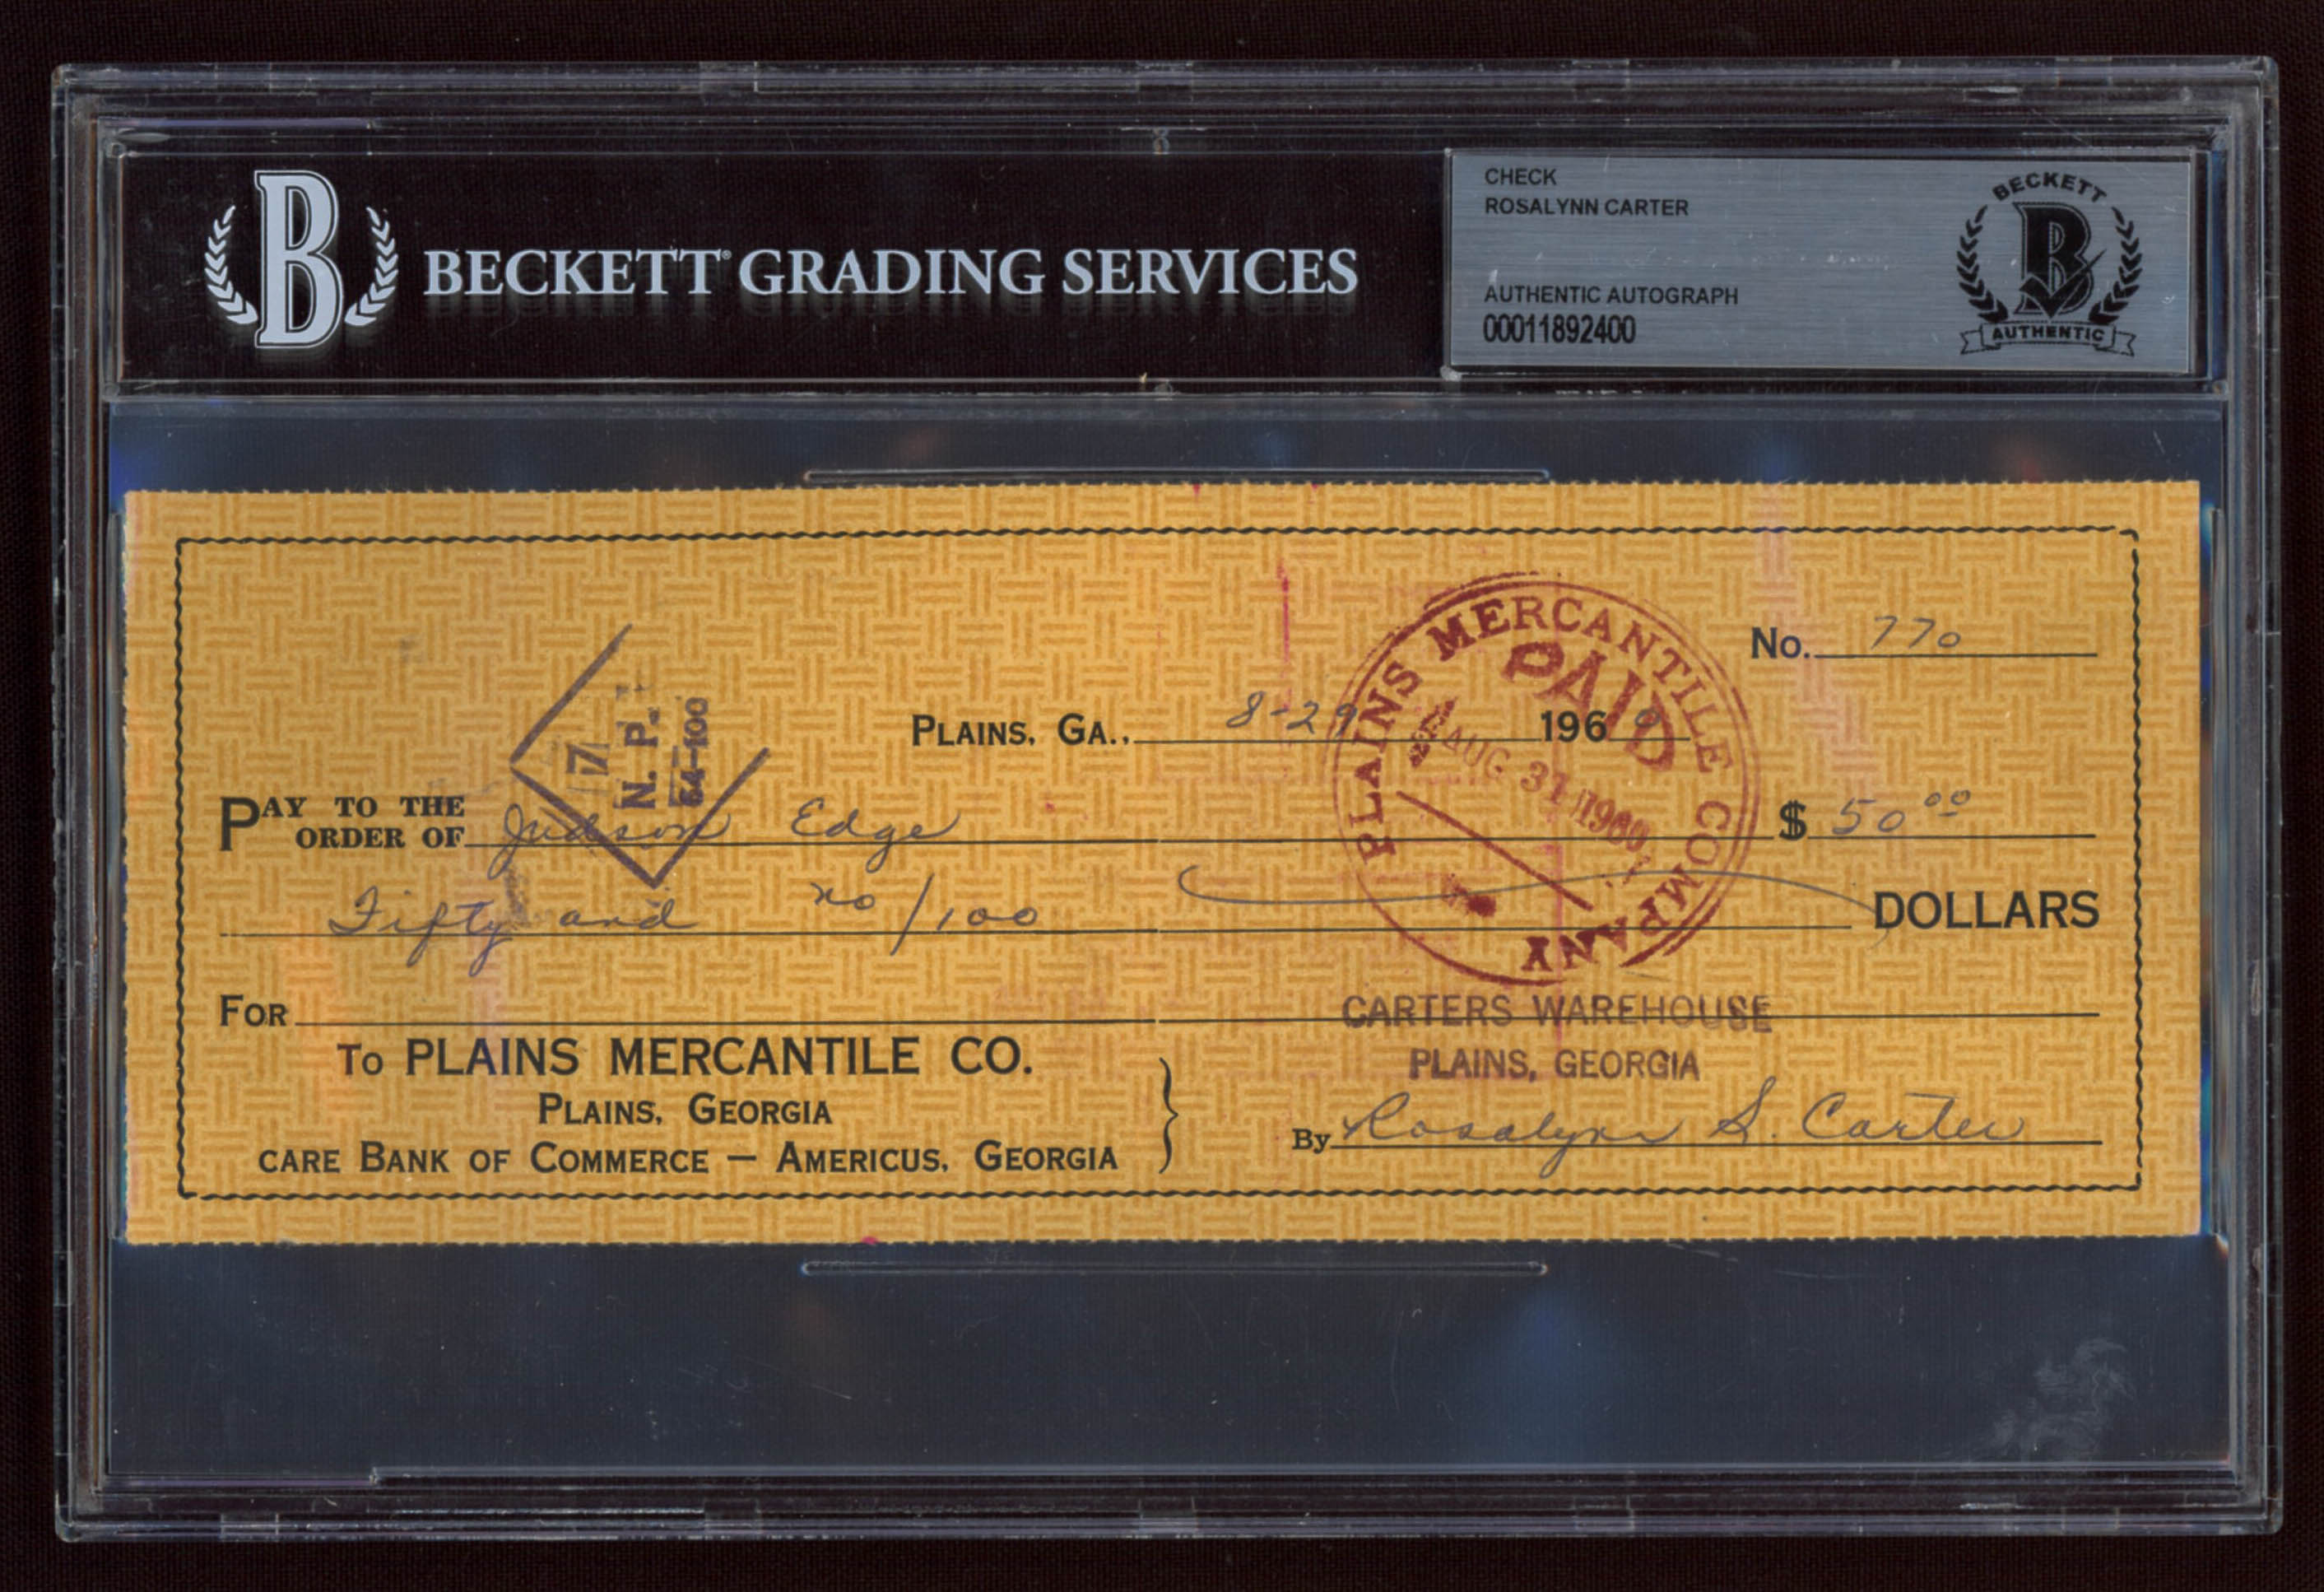 BECKETT® GRADING SERVICES
CHECK
ROSALYNN CARTER
AUTHENTIC AUTOGRAPH
00011892400
BECKETT
B
AUTHENTIC
No. 770
PLAINS, GA., 8-29 1960
PLAINS MERCANTILE COMPANY
PAID
AUG 31 1960
17
N. P.
64-100
PAY TO THE ORDER OF Judson Edge $ 50 00
Fifty and no/100 DOLLARS
FOR
CARTERS WAREHOUSE
PLAINS, GEORGIA
To PLAINS MERCANTILE CO.
PLAINS, GEORGIA
CARE BANK OF COMMERCE — AMERICUS, GEORGIA
By Rosalynn S. Carter